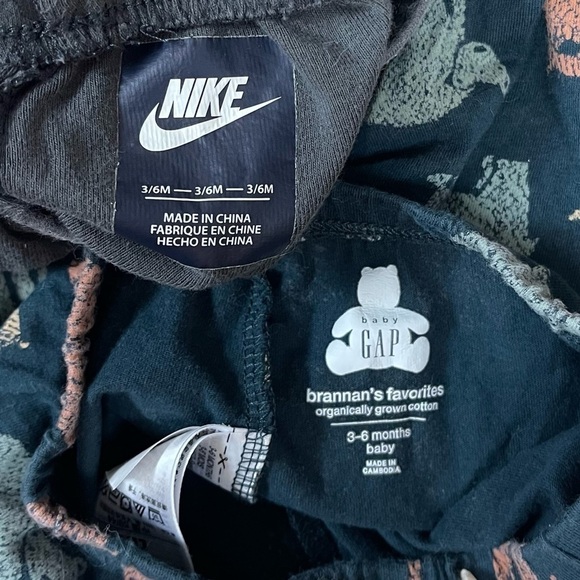 NIKE
3/6M — 3/6M — 3/6M
MADE IN CHINA
FABRIQUE EN CHINE
HECHO EN CHINA
baby
GAP
brannan's favorites
organically grown cotton
3-6 months
baby
MADE IN
CAMBODIA